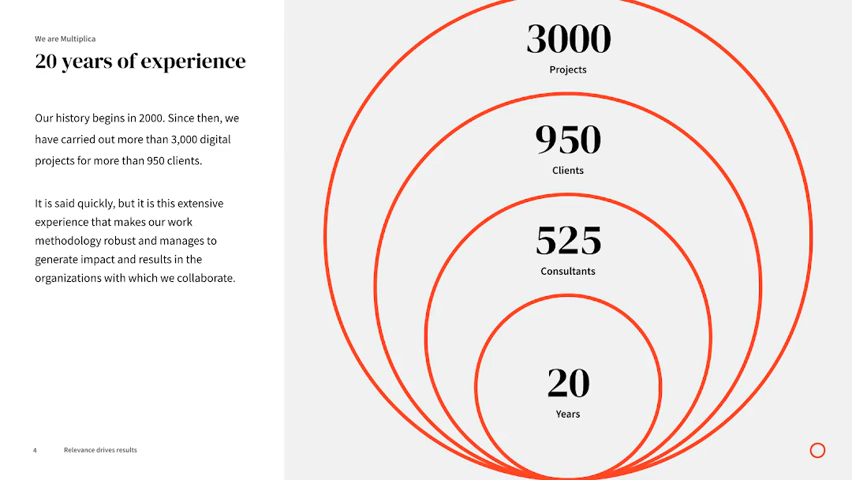 We are Multiplica
20 years of experience
Our history begins in 2000. Since then, we
have carried out more than 3,000 digital
projects for more than 950 clients.
It is said quickly, but it is this extensive
experience that makes our work
methodology robust and manages to
generate impact and results in the
organizations with which we collaborate.
3000
Projects
950
Clients
525
Consultants
20
Years
4
Relevance drives results